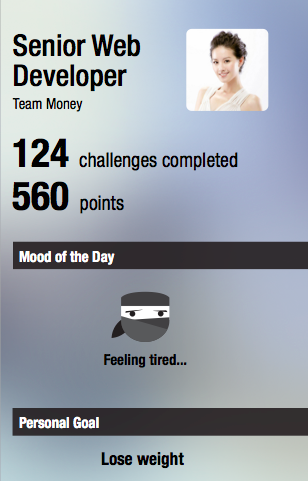 Senior Web
Developer
Team Money
124 challenges completed
560 points
Mood of the Day
Feeling tired...
Personal Goal
Lose weight